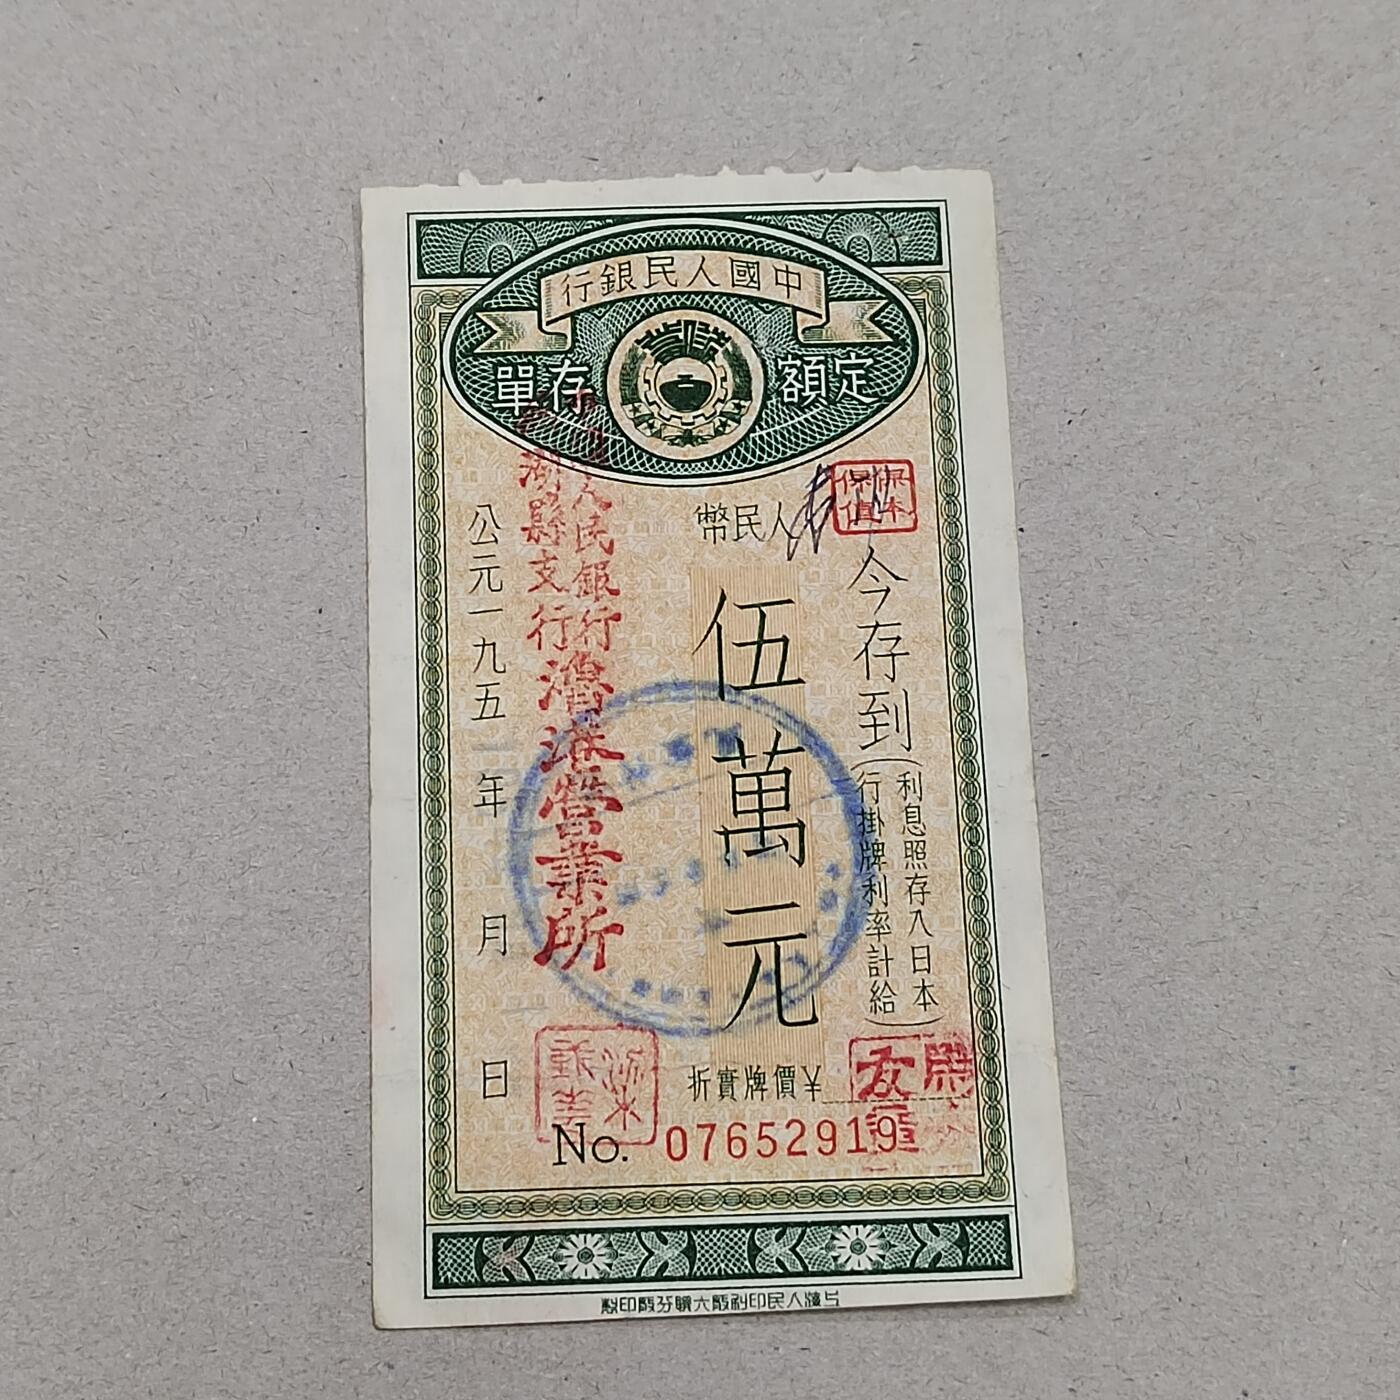 中國人民銀行
定額存單
保本
保值
今存到
利息照存入日本
行掛牌利率計給
人民幣
伍萬元
折實牌價¥
人民銀行
湖縣支行
營業所
公元一九五 年 月 日
No. 07652919